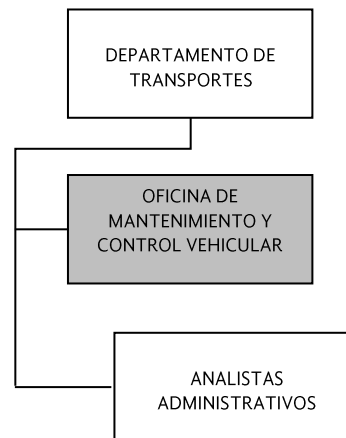 DEPARTAMENTO DE
TRANSPORTES
OFICINA DE
MANTENIMIENTO Y
CONTROL VEHICULAR
ANALISTAS
ADMINISTRATIVOS